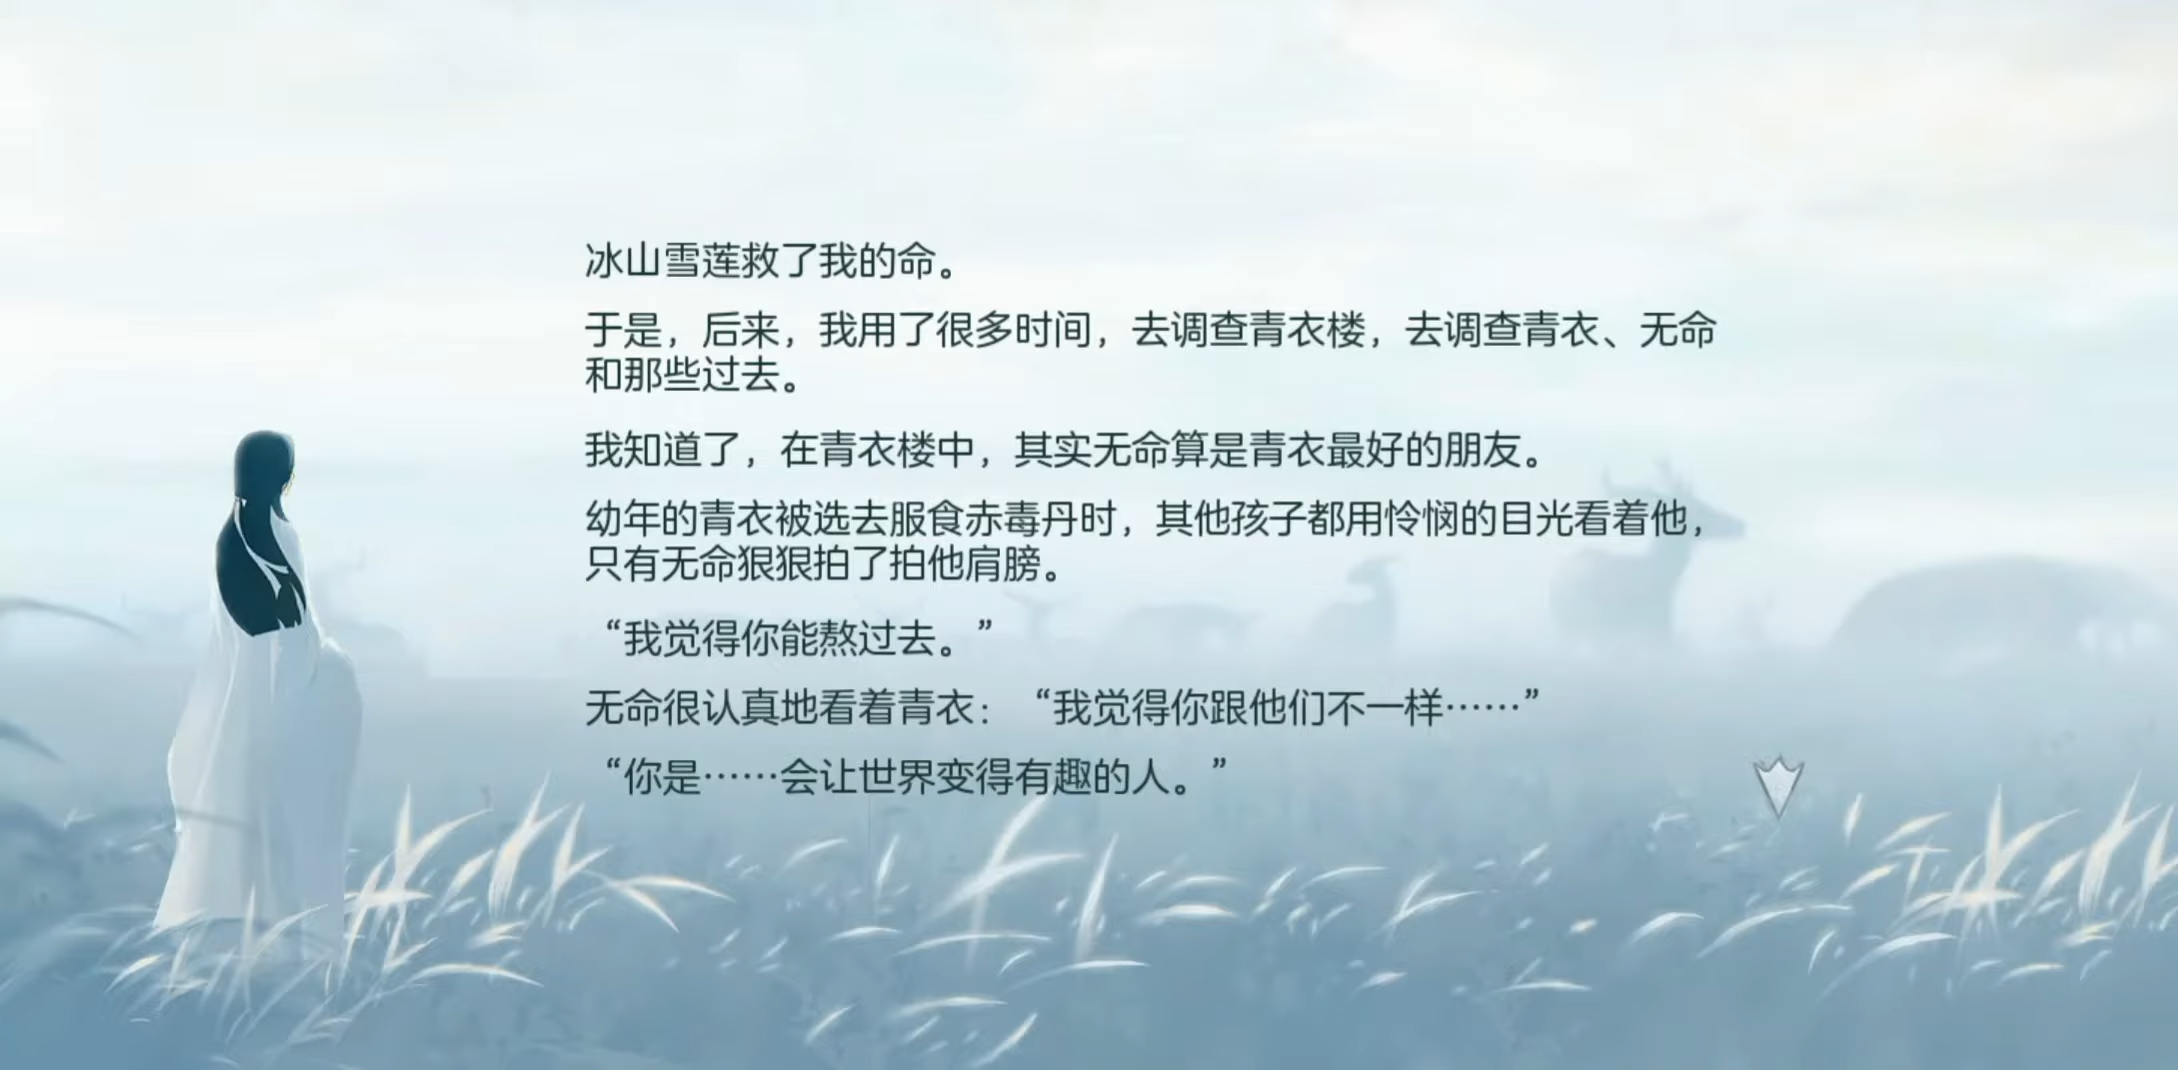 冰山雪莲救了我的命。
于是，后来，我用了很多时间，去调查青衣楼，去调查青衣、无命
和那些过去。
我知道了，在青衣楼中，其实无命算是青衣最好的朋友。
幼年的青衣被选去服食赤毒丹时，其他孩子都用怜悯的目光看着他，
只有无命狠狠拍了拍他肩膀。
“我觉得你能熬过去。”
无命很认真地看着青衣：“我觉得你跟他们不一样……”
“你是……会让世界变得有趣的人。”